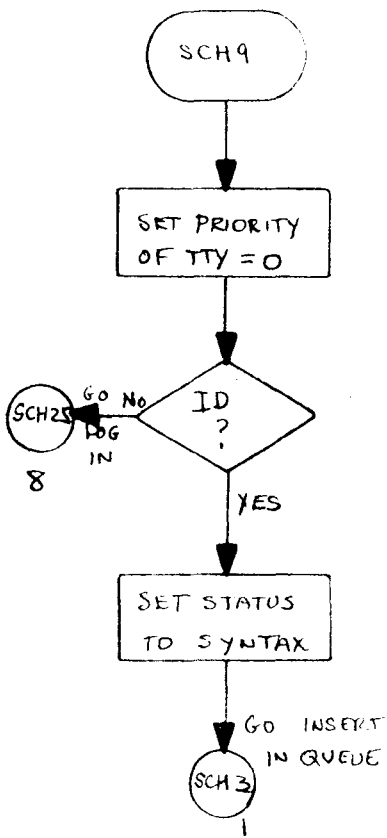 SCH9
SET PRIORITY
OF TTY = 0
ID
?
No
GO
LOG
IN
8
YES
SET STATUS
TO SYNTAX
GO INSERT
IN QUEUE
SCH3
1